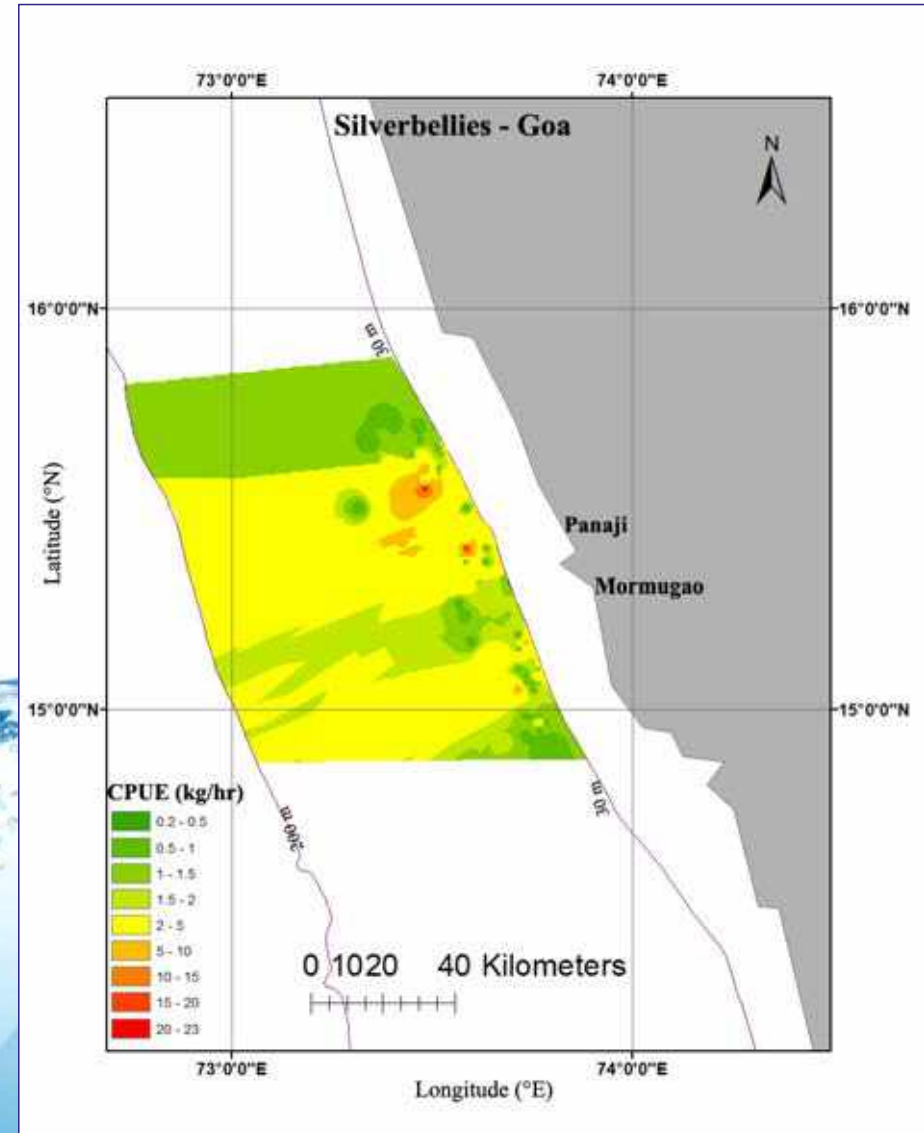 73°0'0"E 74°0'0"E
Silverbellies - Goa
N
16°0'0"N 16°0'0"N
30 m
Latitude (°N)
Panaji
Mormugao
15°0'0"N 15°0'0"N
CPUE (kg/hr)
0.2 - 0.5
0.5 - 1
1 - 1.5
1.5 - 2
2 - 5
5 - 10
10 - 15
15 - 20
20 - 23
200 m
30 m
0 1020 40 Kilometers
73°0'0"E 74°0'0"E
Longitude (°E)